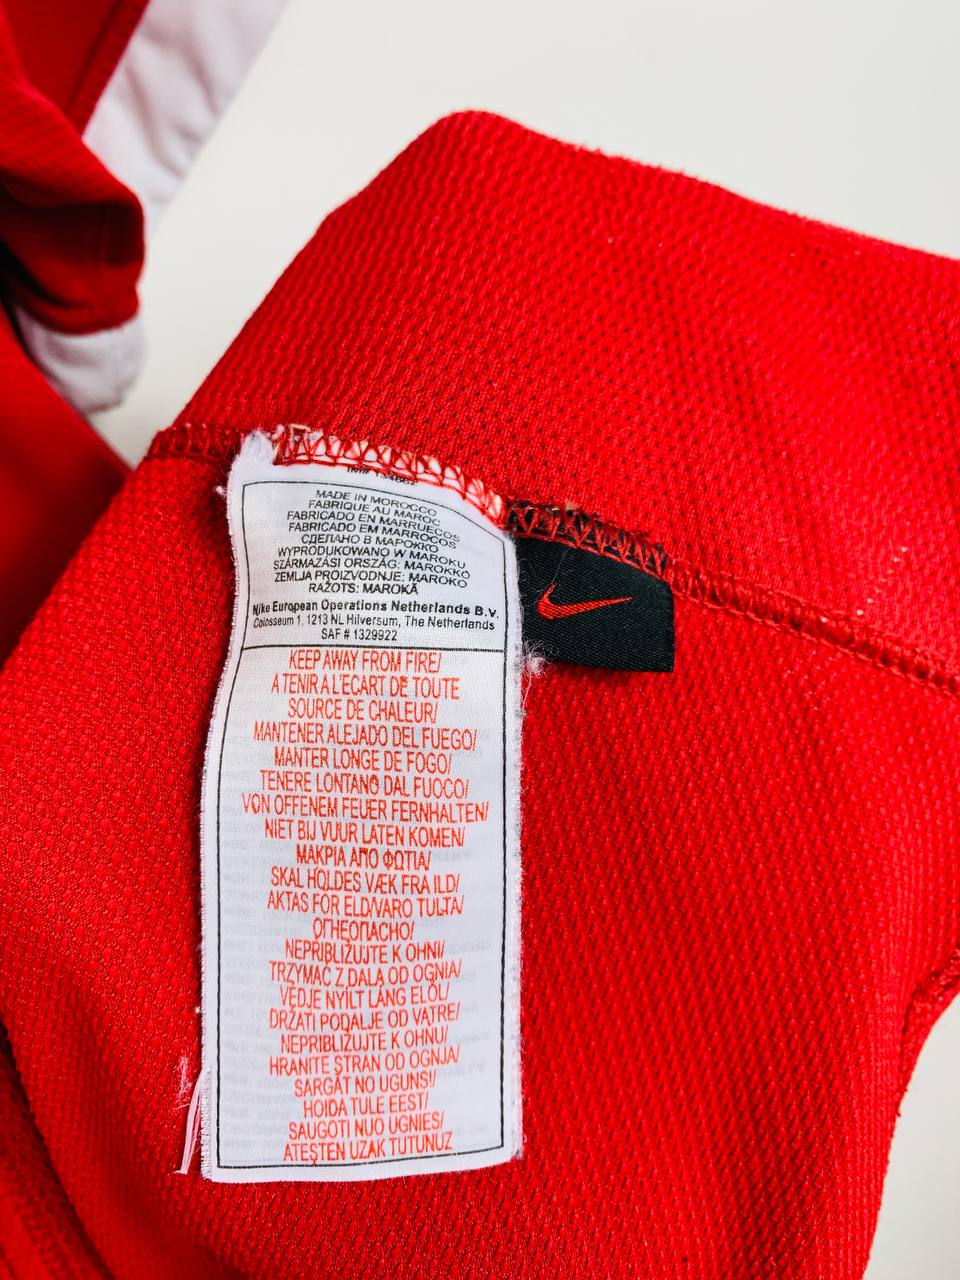 MADE IN MOROCCO
FABRIQUE AU MAROC
FABRICADO EN MARRUECOS
FABRICADO EM MARROCOS
СДЕЛАНО В МАРОККО
WYPRODUKOWANO W MAROKU
SZÁRMAZÁSI ORSZÁG: MAROKKÓ
ZEMLJA PROIZVODNJE: MAROKO
RAŽOTS: MAROKĀ
Nike European Operations Netherlands B.V.
Colosseum 1, 1213 NL Hilversum, The Netherlands
SAF # 1329922
KEEP AWAY FROM FIRE/
A TENIR A L'ECART DE TOUTE
SOURCE DE CHALEUR/
MANTENER ALEJADO DEL FUEGO/
MANTER LONGE DE FOGO/
TENERE LONTANO DAL FUOCO/
VON OFFENEM FEUER FERNHALTEN/
NIET BIJ VUUR LATEN KOMEN/
ΜΑΚΡΙΑ ΑΠΟ ΦΩΤΙΑ/
SKAL HOLDES VÆK FRA ILD/
AKTAS FOR ELD/VARO TULTA/
ОГНЕОПАСНО/
NEPRIBLIŽUJTE K OHNI/
TRZYMAĆ Z DALA OD OGNIA/
VÉDJE NYÍLT LÁNG ELŐL/
DRŽATI PODALJE OD VATRE/
NEPRIBLIŽUJTE K OHNU/
HRANITE STRAN OD OGNJA/
SARGĀT NO UGUNS!/
HOIDA TULE EEST/
SAUGOTI NUO UGNIES/
ATEŞTEN UZAK TUTUNUZ